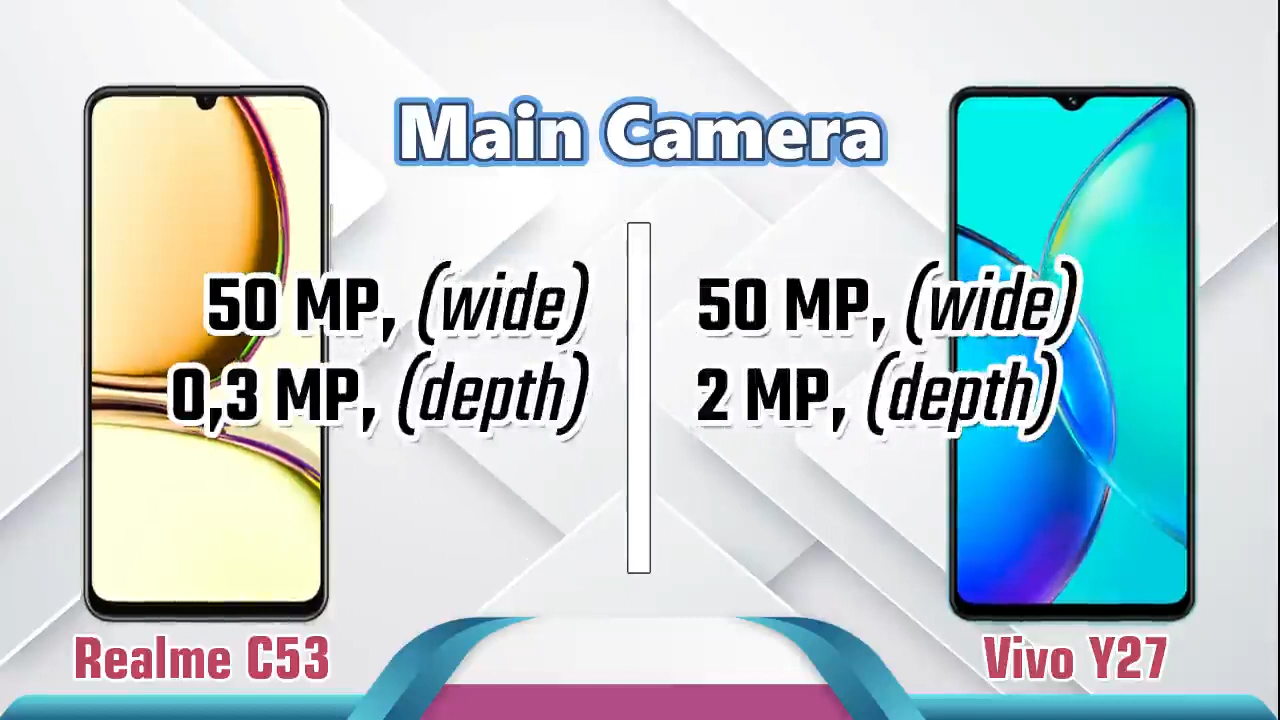 Main Camera
50 MP, (wide)
0,3 MP, (depth)
50 MP, (wide)
2 MP, (depth)
Realme C53
Vivo Y27